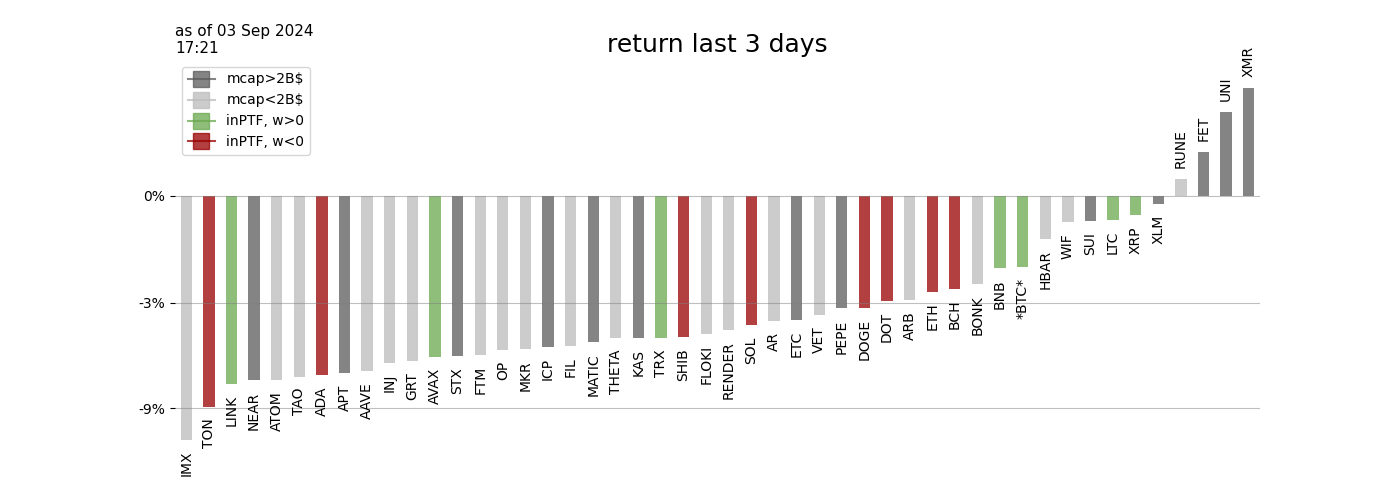 as of 03 Sep 2024
17:21
return last 3 days
mcap>2B$
mcap<2B$
inPTF, w>0
inPTF, w<0
0%
-3%
-9%
IMX
TON
LINK
NEAR
ATOM
TAO
ADA
APT
AAVE
INJ
GRT
AVAX
STX
FTM
OP
MKR
ICP
FIL
MATIC
THETA
KAS
TRX
SHIB
FLOKI
RENDER
SOL
AR
ETC
VET
PEPE
DOGE
DOT
ARB
ETH
BCH
BONK
BNB
*BTC*
HBAR
WIF
SUI
LTC
XRP
XLM
RUNE
FET
UNI
XMR